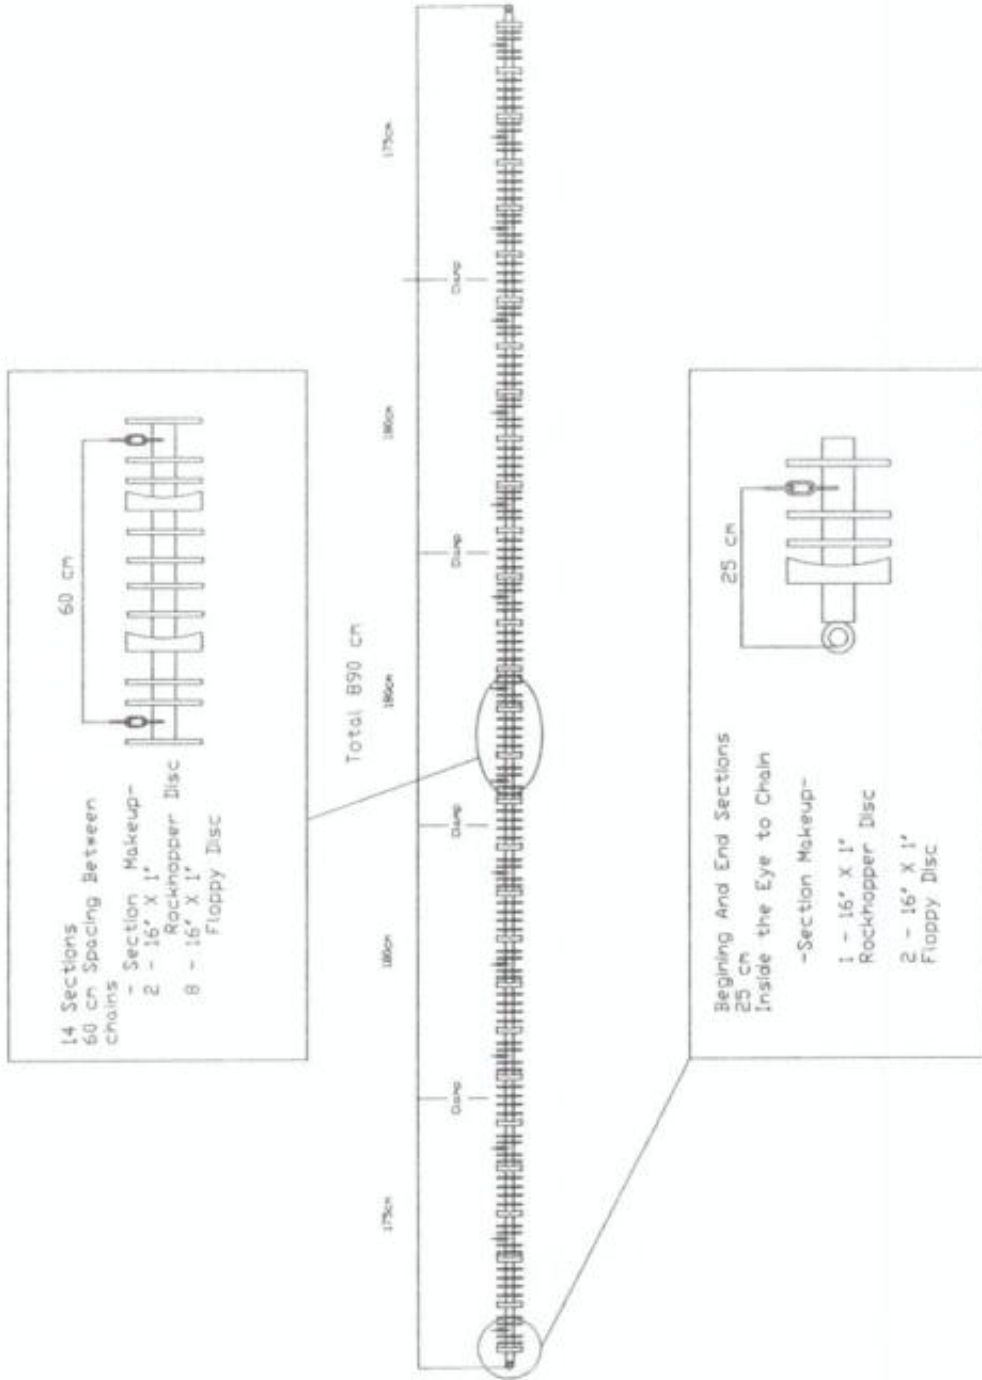 14 Sections
60 cm Spacing Between
chains
- Section Makeup-
2 - 16" X 1"
Rockhopper Disc
8 - 16" X 1"
Floppy Disc
60 cm
Total 890 cm
175cm
180cm
180cm
180cm
175cm
Clamp
Clamp
Clamp
Clamp
Begining And End Sections
25 cm
Inside the Eye to Chain
-Section Makeup-
1 - 16" X 1"
Rockhopper Disc
2 - 16" X 1"
Floppy Disc
25 cm